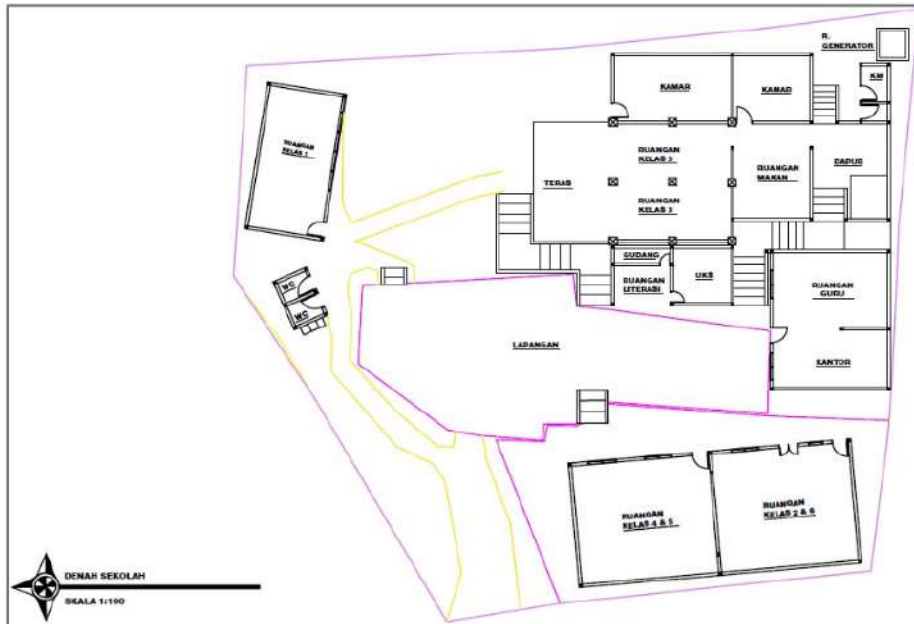 R.
GENERATOR
KM
KAMAR
KAMAR
RUANGAN
KELAS 1
RUANGAN
KELAS
RUANGAN
MAKAN
DAPUR
TERAS
RUANGAN
KELAS 3
GUDANG
RUANGAN
LITERASI
UKS
WC
WC
RUANGAN
GURU
LAPANGAN
KANTOR
RUANGAN
KELAS 4 & 5
RUANGAN
KELAS 2 & 6
DENAH SEKOLAH
SKALA 1:100